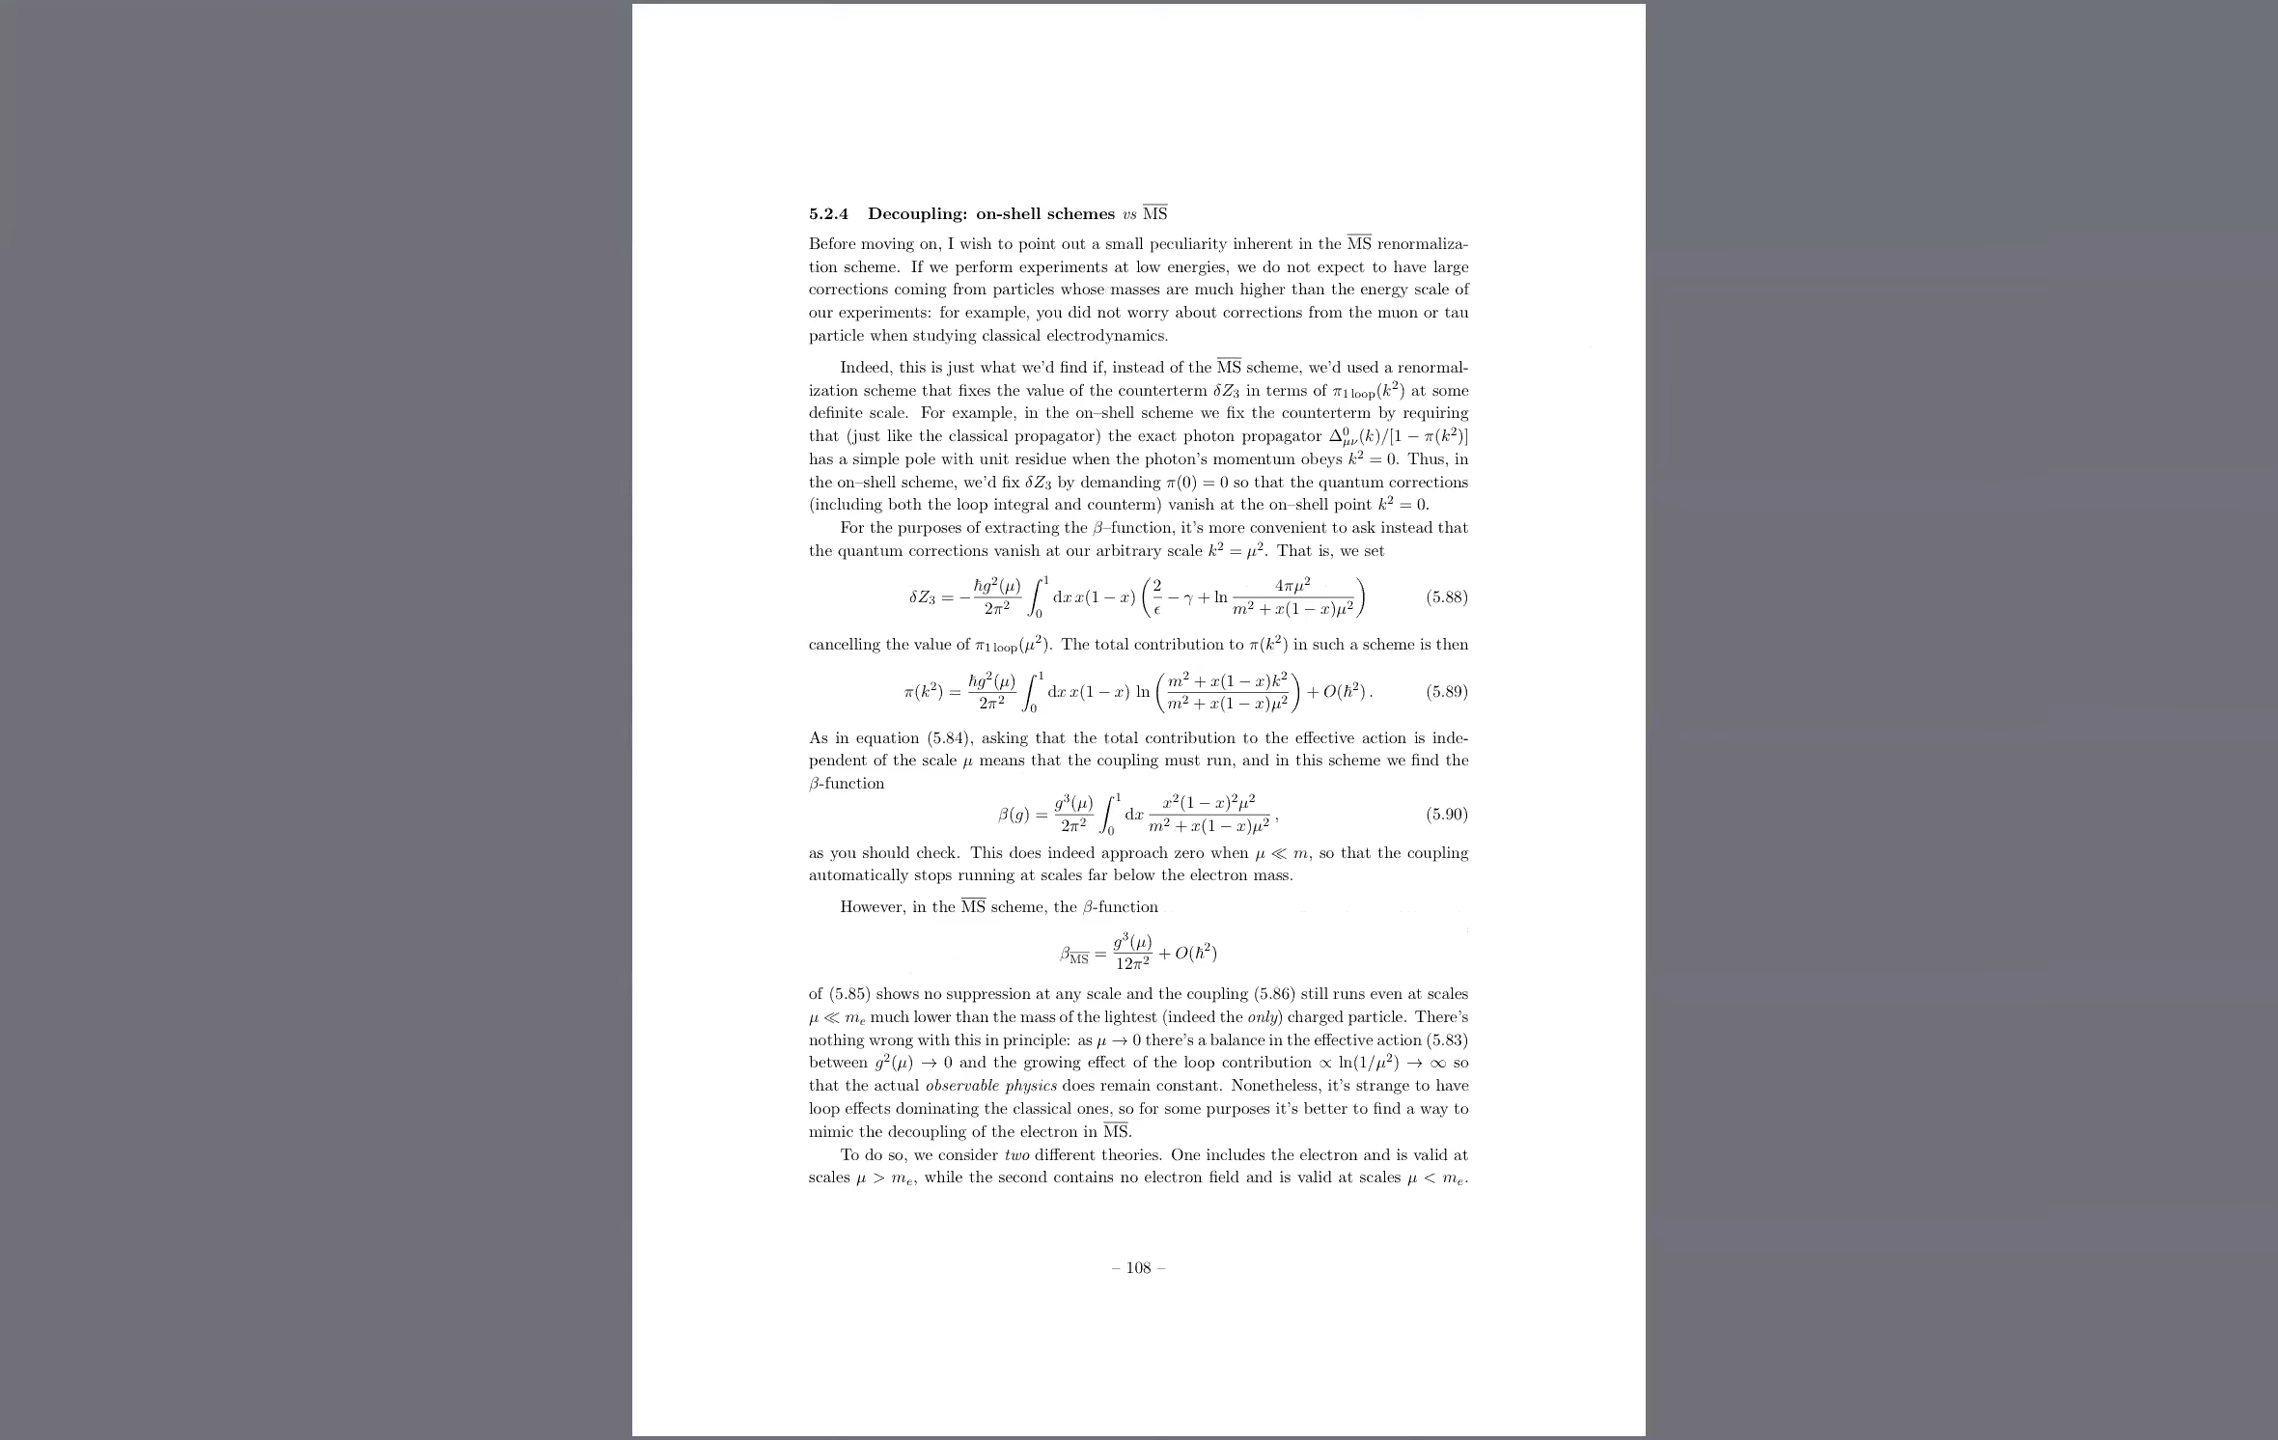 5.2.4 Decoupling: on-shell schemes vs M̅S̅
Before moving on, I wish to point out a small peculiarity inherent in the M̅S̅ renormaliza-
tion scheme. If we perform experiments at low energies, we do not expect to have large
corrections coming from particles whose masses are much higher than the energy scale of
our experiments: for example, you did not worry about corrections from the muon or tau
particle when studying classical electrodynamics.
Indeed, this is just what we'd find if, instead of the M̅S̅ scheme, we'd used a renormal-
ization scheme that fixes the value of the counterterm δZ₃ in terms of π₁ loop(k²) at some
definite scale. For example, in the on–shell scheme we fix the counterterm by requiring
that (just like the classical propagator) the exact photon propagator Δ⁰_μν(k)/[1 − π(k²)]
has a simple pole with unit residue when the photon's momentum obeys k² = 0. Thus, in
the on–shell scheme, we'd fix δZ₃ by demanding π(0) = 0 so that the quantum corrections
(including both the loop integral and counterm) vanish at the on–shell point k² = 0.
For the purposes of extracting the β–function, it's more convenient to ask instead that
the quantum corrections vanish at our arbitrary scale k² = μ². That is, we set
δZ₃ = − ħg²(μ)/2π² ∫₀¹ dx x(1 − x) (2/ϵ − γ + ln 4πμ²/(m² + x(1 − x)μ²)) (5.88)
cancelling the value of π₁ loop(μ²). The total contribution to π(k²) in such a scheme is then
π(k²) = ħg²(μ)/2π² ∫₀¹ dx x(1 − x) ln ((m² + x(1 − x)k²)/(m² + x(1 − x)μ²)) + O(ħ²) . (5.89)
As in equation (5.84), asking that the total contribution to the effective action is inde-
pendent of the scale μ means that the coupling must run, and in this scheme we find the
β-function
β(g) = g³(μ)/2π² ∫₀¹ dx x²(1 − x)²μ²/(m² + x(1 − x)μ²) , (5.90)
as you should check. This does indeed approach zero when μ ≪ m, so that the coupling
automatically stops running at scales far below the electron mass.
However, in the M̅S̅ scheme, the β-function
β_M̅S̅ = g³(μ)/12π² + O(ħ²)
of (5.85) shows no suppression at any scale and the coupling (5.86) still runs even at scales
μ ≪ mₑ much lower than the mass of the lightest (indeed the only) charged particle. There's
nothing wrong with this in principle: as μ → 0 there's a balance in the effective action (5.83)
between g²(μ) → 0 and the growing effect of the loop contribution ∝ ln(1/μ²) → ∞ so
that the actual observable physics does remain constant. Nonetheless, it's strange to have
loop effects dominating the classical ones, so for some purposes it's better to find a way to
mimic the decoupling of the electron in M̅S̅.
To do so, we consider two different theories. One includes the electron and is valid at
scales μ > mₑ, while the second contains no electron field and is valid at scales μ < mₑ.
– 108 –